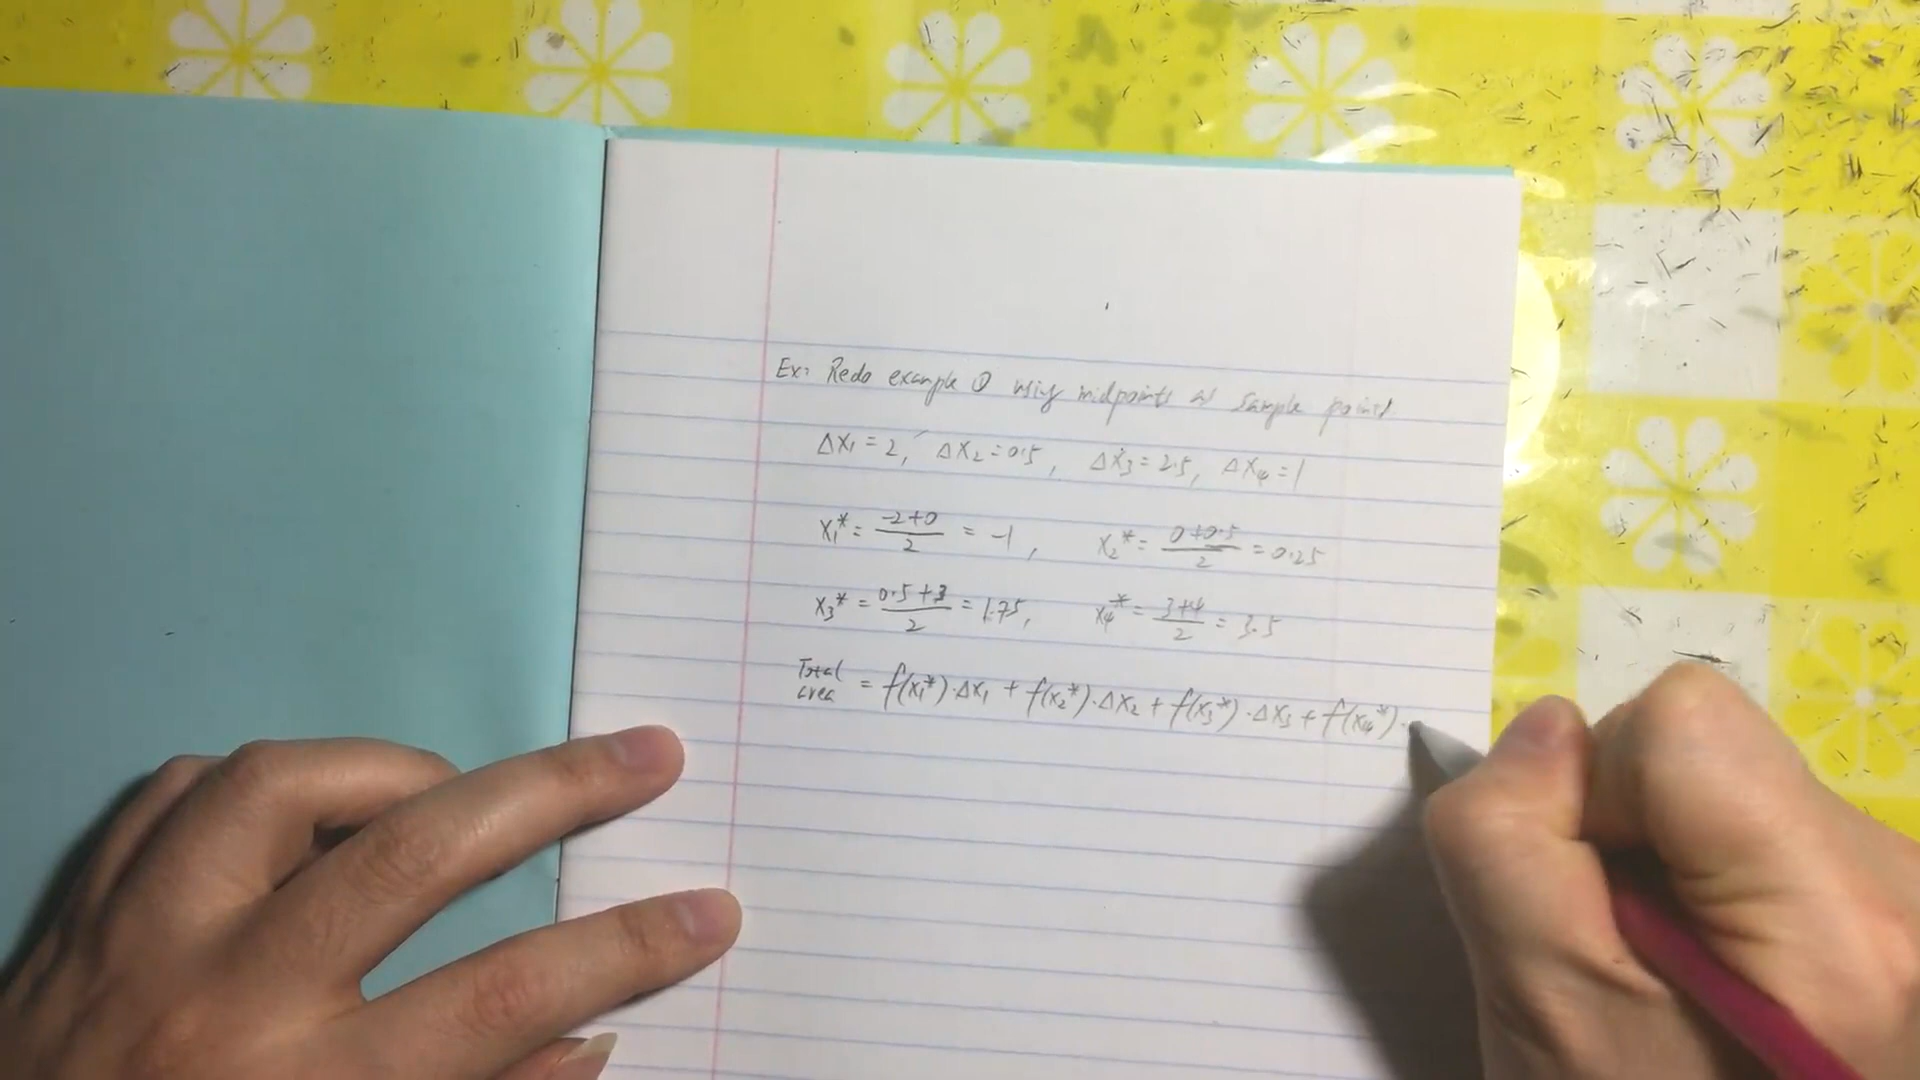 Ex: Redo example ① using midpoints as sample point
Δx₁ = 2, Δx₂ = 0.5, Δx₃ = 2.5, Δx₄ = 1
x₁* = (-2+0)/2 = -1, x₂* = (0+0.5)/2 = 0.25
x₃* = (0.5+3)/2 = 1.75, x₄* = (3+4)/2 = 3.5
Total area = f(x₁*)·Δx₁ + f(x₂*)·Δx₂ + f(x₃*)·Δx₃ + f(x₄*)·